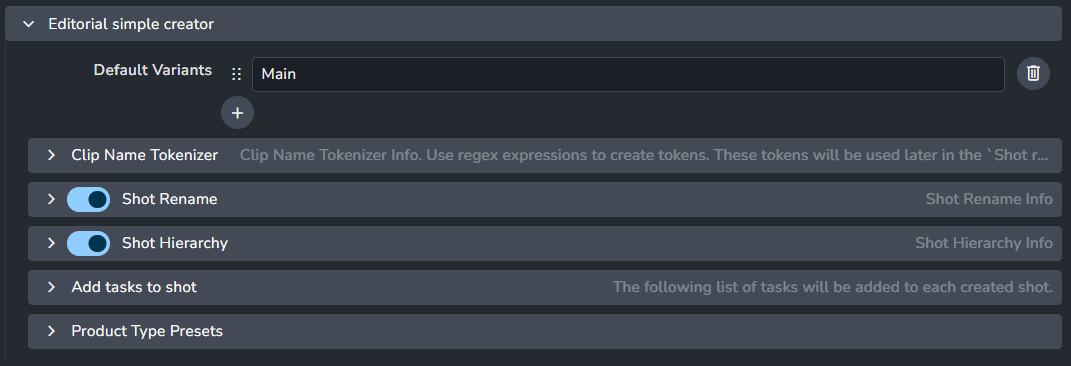 Editorial simple creator
Default Variants
Main
Clip Name Tokenizer Clip Name Tokenizer Info. Use regex expressions to create tokens. These tokens will be used later in the `Shot r...
Shot Rename Shot Rename Info
Shot Hierarchy Shot Hierarchy Info
Add tasks to shot The following list of tasks will be added to each created shot.
Product Type Presets